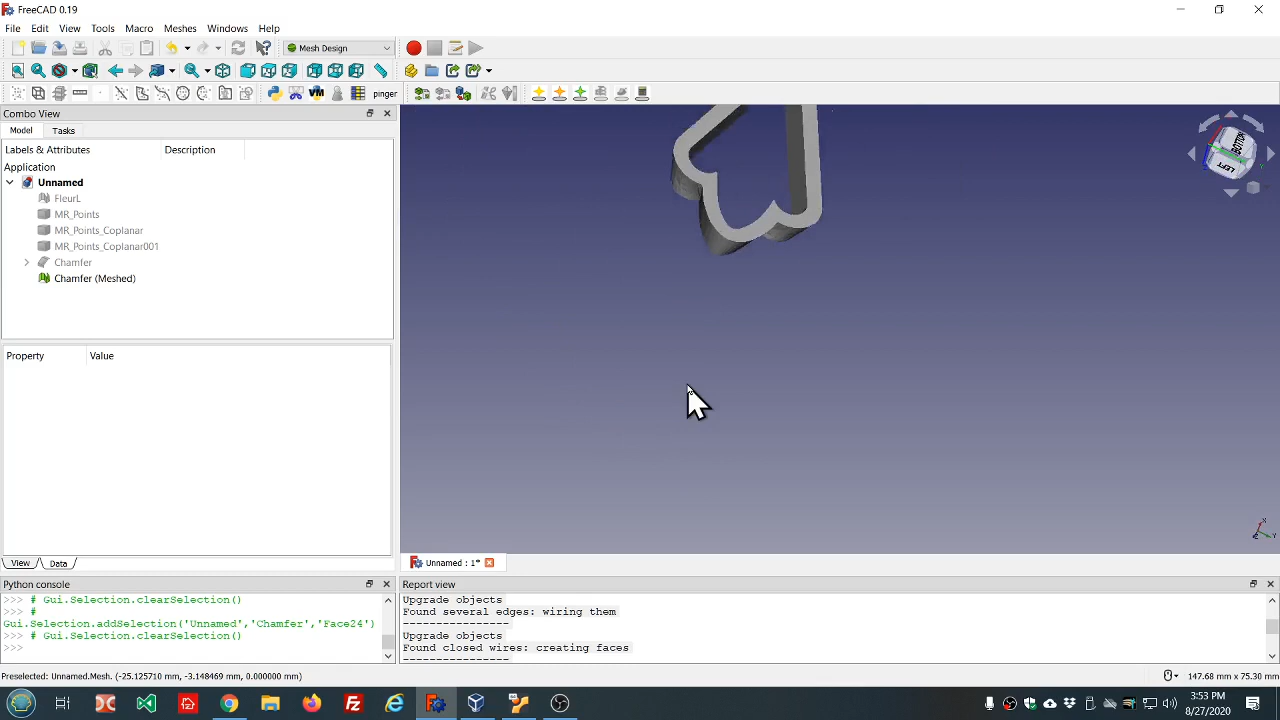 FreeCAD 0.19
File Edit View Tools Macro Meshes Windows Help
Mesh Design
pinger
Combo View
Model Tasks
Labels & Attributes Description
Application
Unnamed
FleurL
MR_Points
MR_Points_Coplanar
MR_Points_Coplanar001
Chamfer
Chamfer (Meshed)
BOTTOM
LEFT
Property Value
View Data
Unnamed : 1*
Python console
>>> # Gui.Selection.clearSelection()
>>> #
Gui.Selection.addSelection('Unnamed','Chamfer','Face24')
>>> # Gui.Selection.clearSelection()
>>>
Report view
Upgrade objects
Found several edges: wiring them
----------------
Upgrade objects
Found closed wires: creating faces
----------------
Preselected: Unnamed.Mesh. (-25.125710 mm, -3.148469 mm, 0.000000 mm)
147.68 mm x 75.30 mm
3:53 PM
8/27/2020